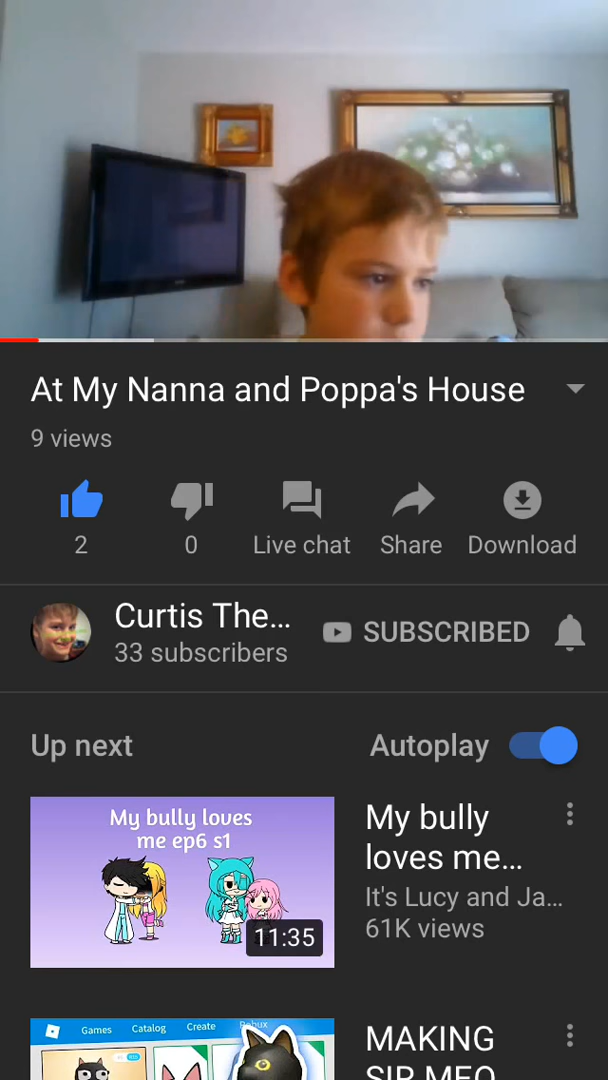 At My Nanna and Poppa's House
9 views
2
0
Live chat
Share
Download
Curtis The...
SUBSCRIBED
33 subscribers
Up next
Autoplay
My bully loves
me ep6 s1
11:35
My bully
loves me...
It's Lucy and Ja...
61K views
Games
Catalog
Create
Robux
MAKING
SIR MEO